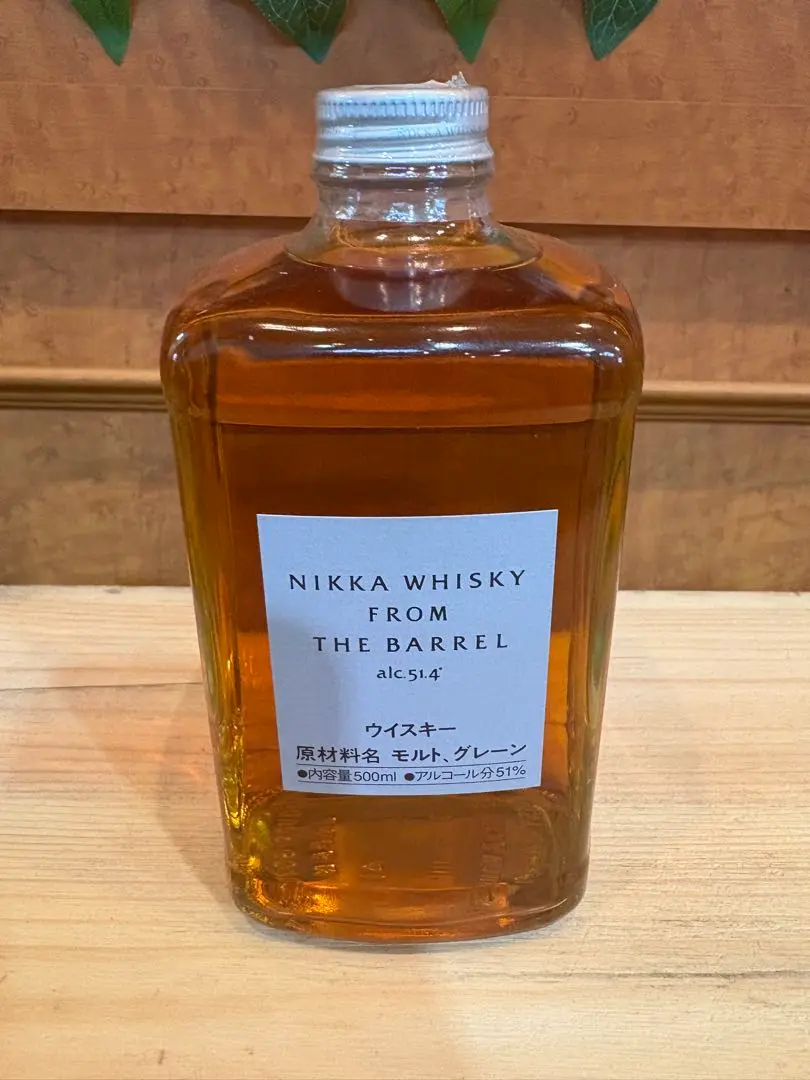 NIKKA WHISKY
FROM
THE BARREL
alc.51.4°
ウイスキー
原材料名 モルト、グレーン
●内容量500ml ●アルコール分51%